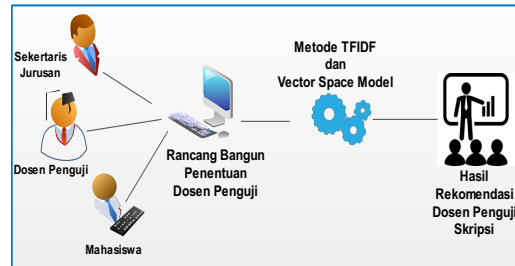 Sekertaris
Jurusan
Dosen Penguji
Mahasiswa
Rancang Bangun
Penentuan
Dosen Penguji
Metode TFIDF
dan
Vector Space Model
Hasil
Rekomendasi
Dosen Penguji
Skripsi